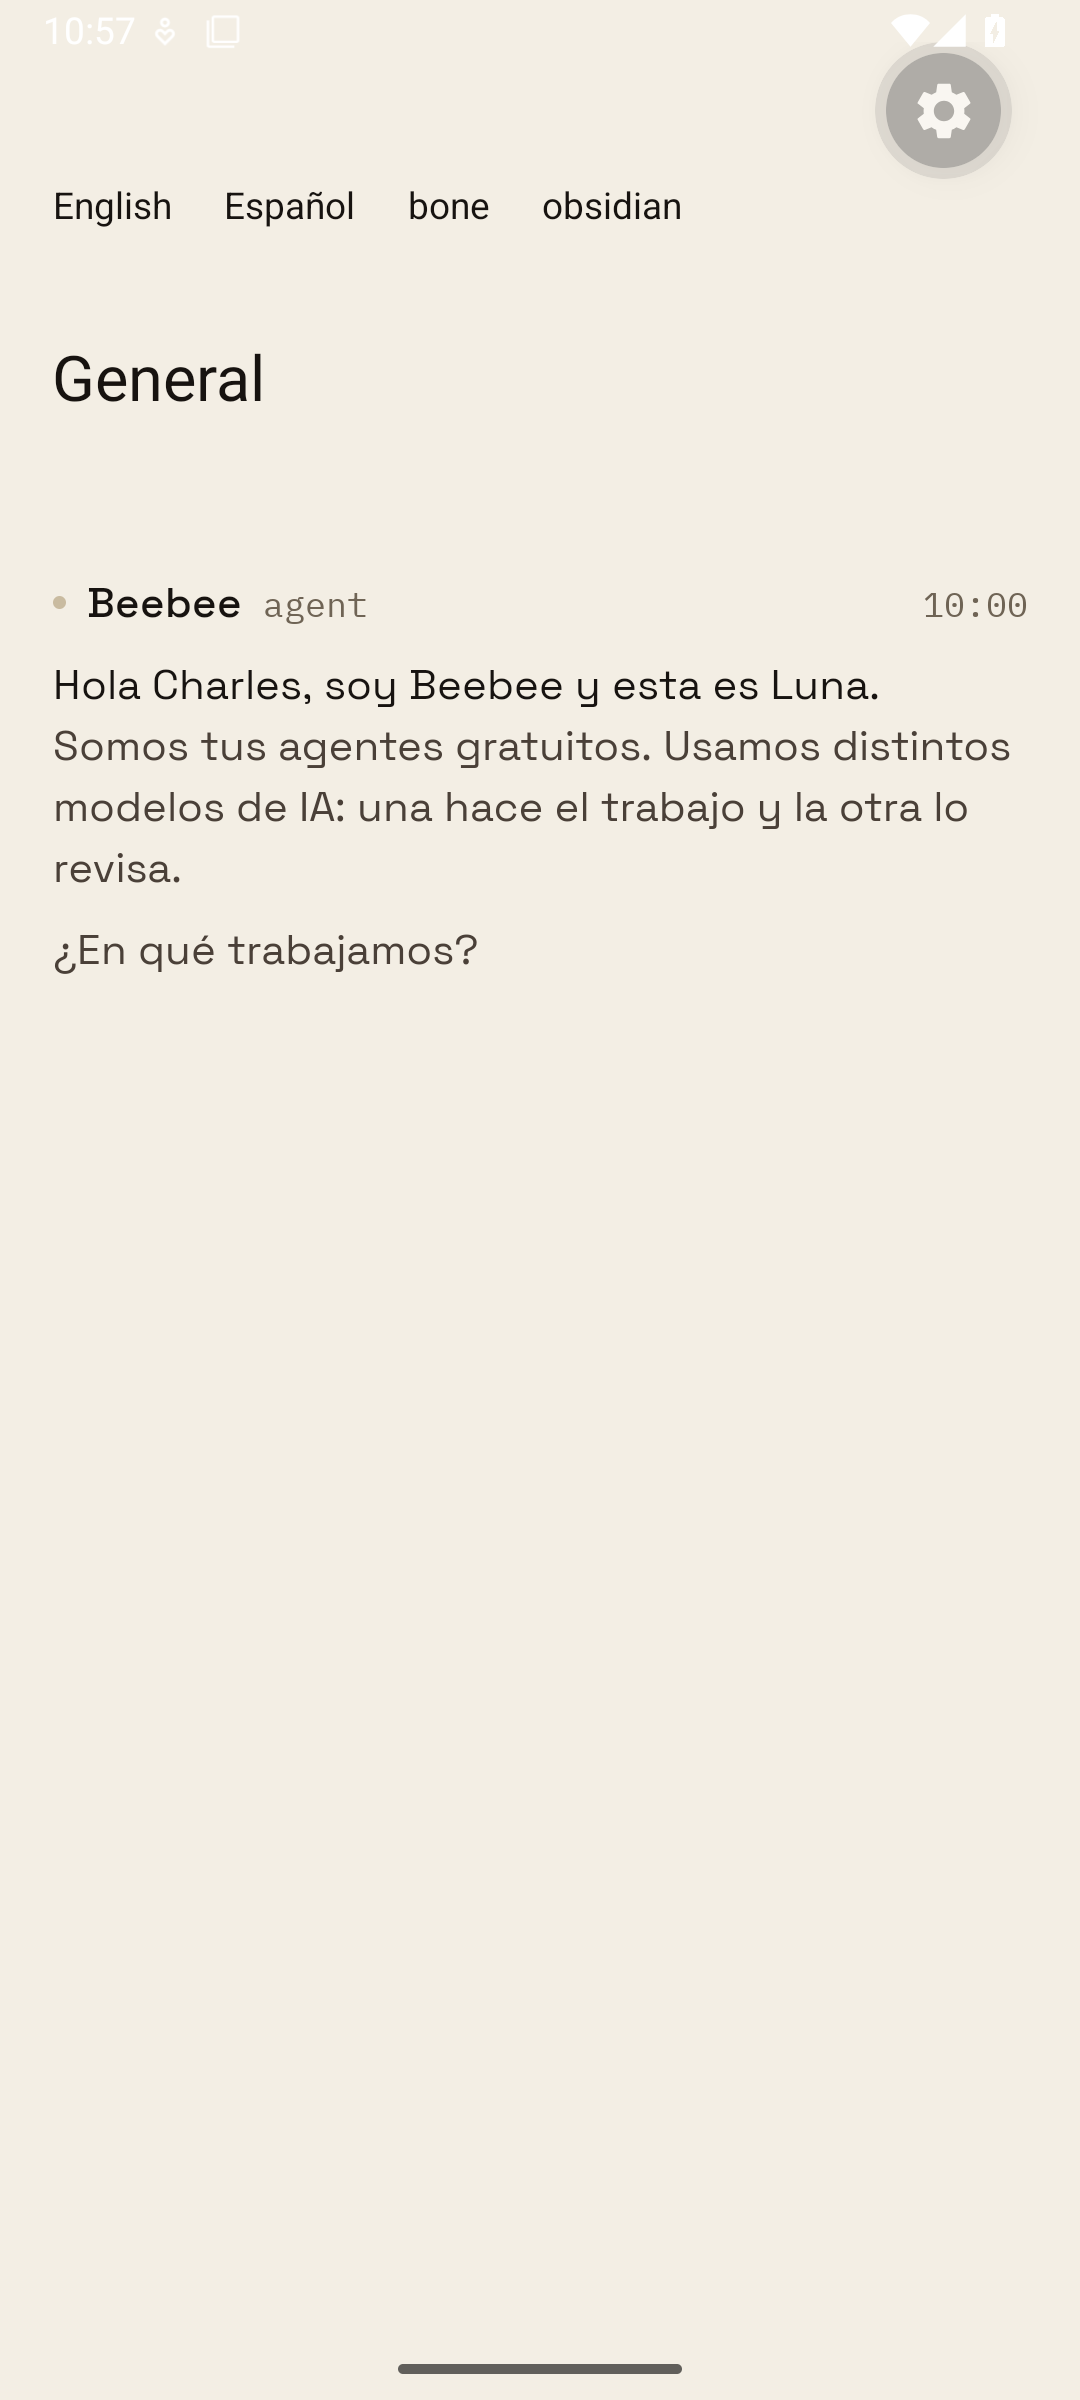 10:57
English Español bone obsidian
General
Beebee agent 10:00
Hola Charles, soy Beebee y esta es Luna.
Somos tus agentes gratuitos. Usamos distintos
modelos de IA: una hace el trabajo y la otra lo
revisa.
¿En qué trabajamos?